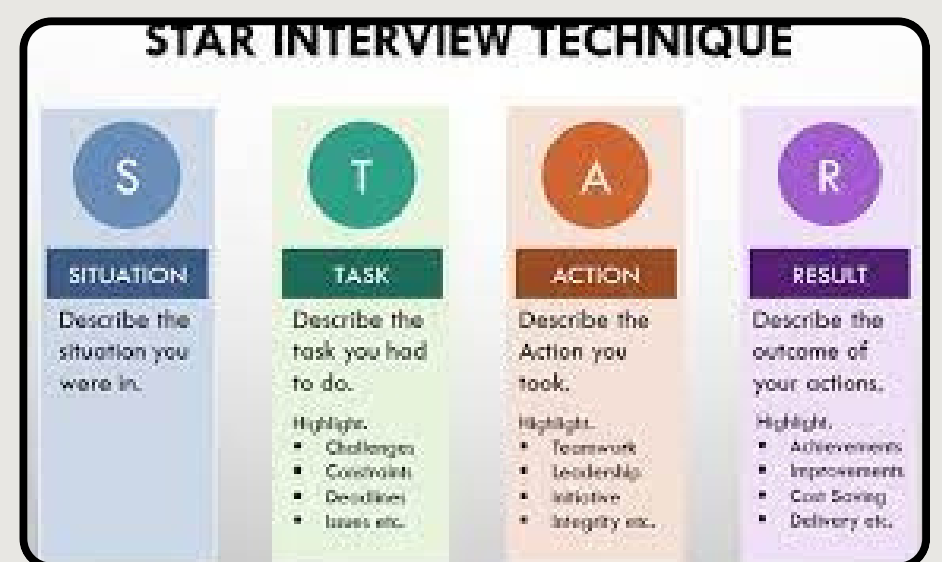 STAR INTERVIEW TECHNIQUE
S
SITUATION
Describe the
situation you
were in.
T
TASK
Describe the
task you had
to do.
Highlight.
Challenges
Constraints
Deadlines
Issues etc.
A
ACTION
Describe the
Action you
took.
Highlight.
Teamwork
Leadership
Initiative
Integrity etc.
R
RESULT
Describe the
outcome of
your actions.
Highlight.
Achievements
Improvements
Cost Saving
Delivery etc.